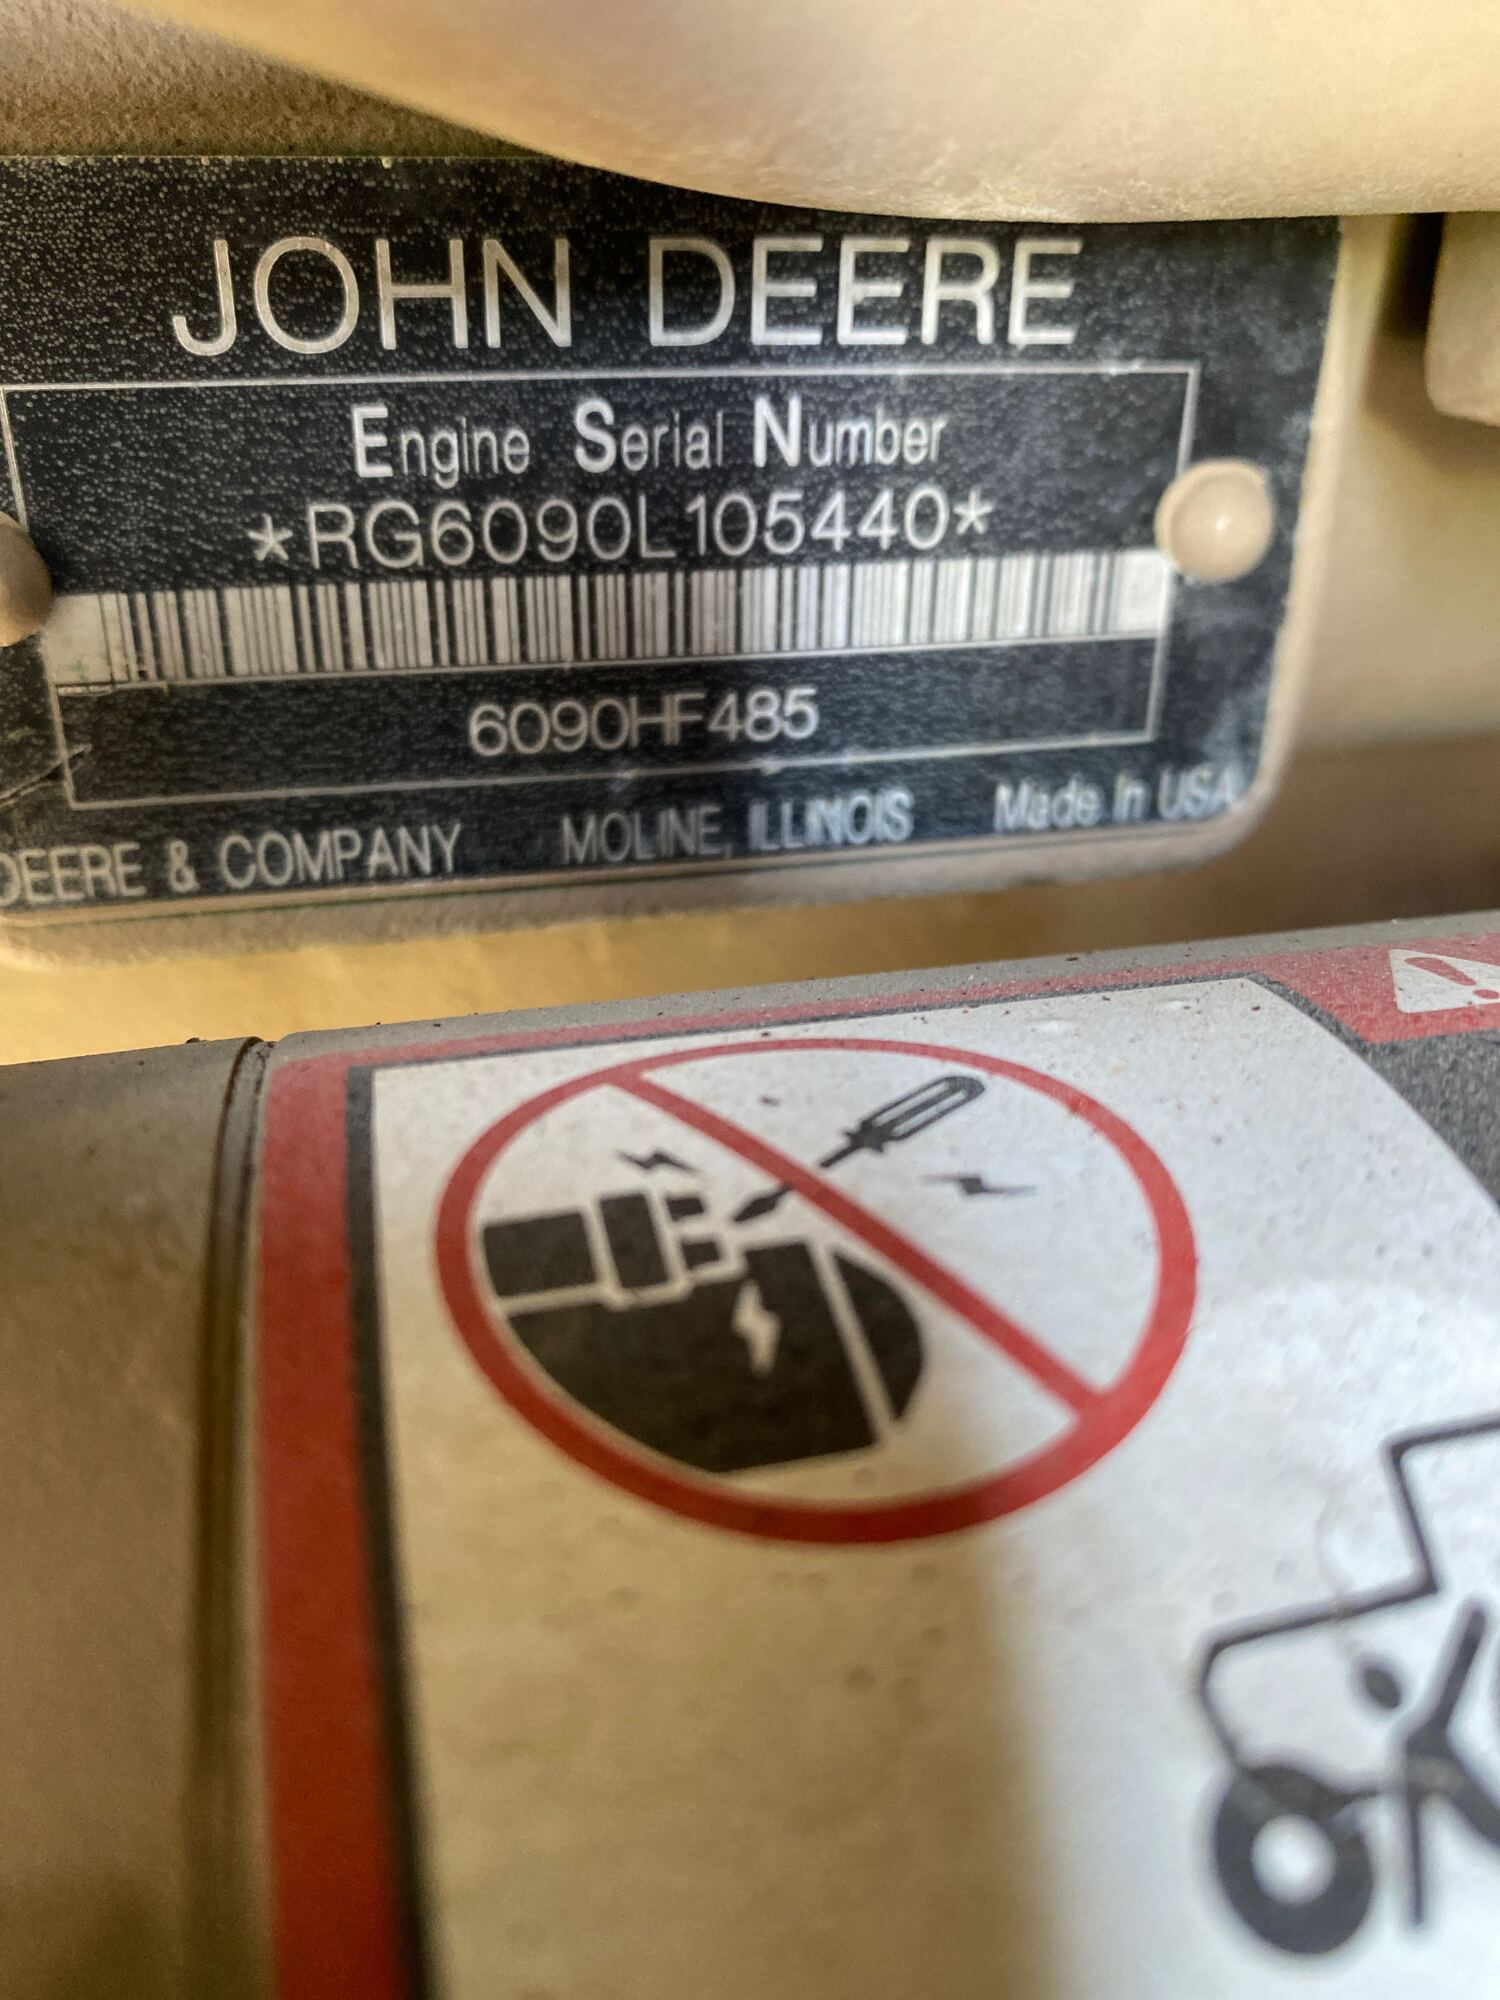 JOHN DEERE
Engine Serial Number
*RG6090L105440*
6090HF485
DEERE & COMPANY MOLINE, ILLINOIS Made in USA